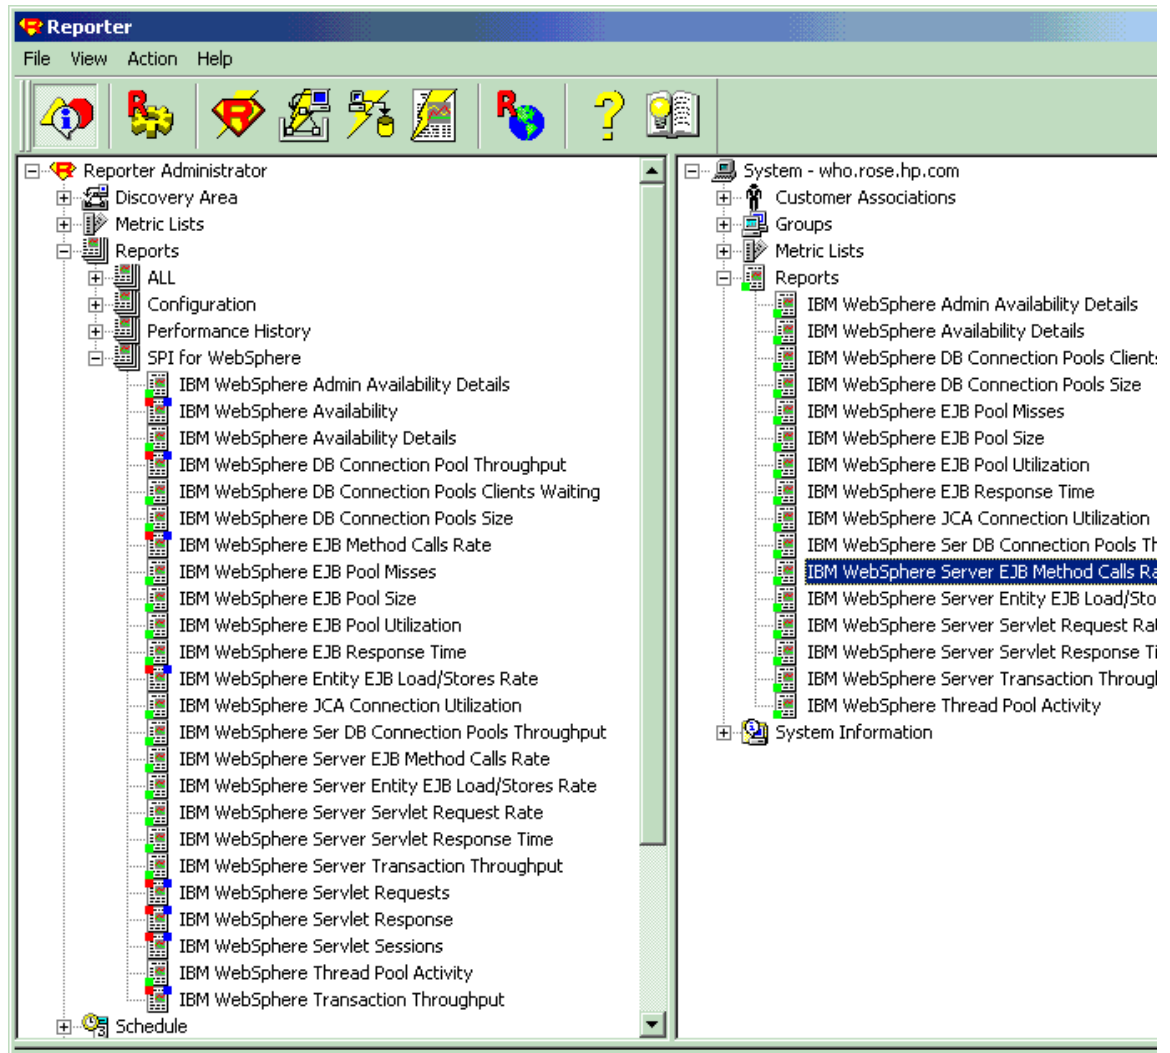 Reporter
File View Action Help
Reporter Administrator
Discovery Area
Metric Lists
Reports
ALL
Configuration
Performance History
SPI for WebSphere
IBM WebSphere Admin Availability Details
IBM WebSphere Availability
IBM WebSphere Availability Details
IBM WebSphere DB Connection Pool Throughput
IBM WebSphere DB Connection Pools Clients Waiting
IBM WebSphere DB Connection Pools Size
IBM WebSphere EJB Method Calls Rate
IBM WebSphere EJB Pool Misses
IBM WebSphere EJB Pool Size
IBM WebSphere EJB Pool Utilization
IBM WebSphere EJB Response Time
IBM WebSphere Entity EJB Load/Stores Rate
IBM WebSphere JCA Connection Utilization
IBM WebSphere Ser DB Connection Pools Throughput
IBM WebSphere Server EJB Method Calls Rate
IBM WebSphere Server Entity EJB Load/Stores Rate
IBM WebSphere Server Servlet Request Rate
IBM WebSphere Server Servlet Response Time
IBM WebSphere Server Transaction Throughput
IBM WebSphere Servlet Requests
IBM WebSphere Servlet Response
IBM WebSphere Servlet Sessions
IBM WebSphere Thread Pool Activity
IBM WebSphere Transaction Throughput
Schedule
System - who.rose.hp.com
Customer Associations
Groups
Metric Lists
Reports
IBM WebSphere Admin Availability Details
IBM WebSphere Availability Details
IBM WebSphere DB Connection Pools Clients
IBM WebSphere DB Connection Pools Size
IBM WebSphere EJB Pool Misses
IBM WebSphere EJB Pool Size
IBM WebSphere EJB Pool Utilization
IBM WebSphere EJB Response Time
IBM WebSphere JCA Connection Utilization
IBM WebSphere Ser DB Connection Pools Th
IBM WebSphere Server EJB Method Calls Ra
IBM WebSphere Server Entity EJB Load/Sto
IBM WebSphere Server Servlet Request Rat
IBM WebSphere Server Servlet Response Ti
IBM WebSphere Server Transaction Througl
IBM WebSphere Thread Pool Activity
System Information